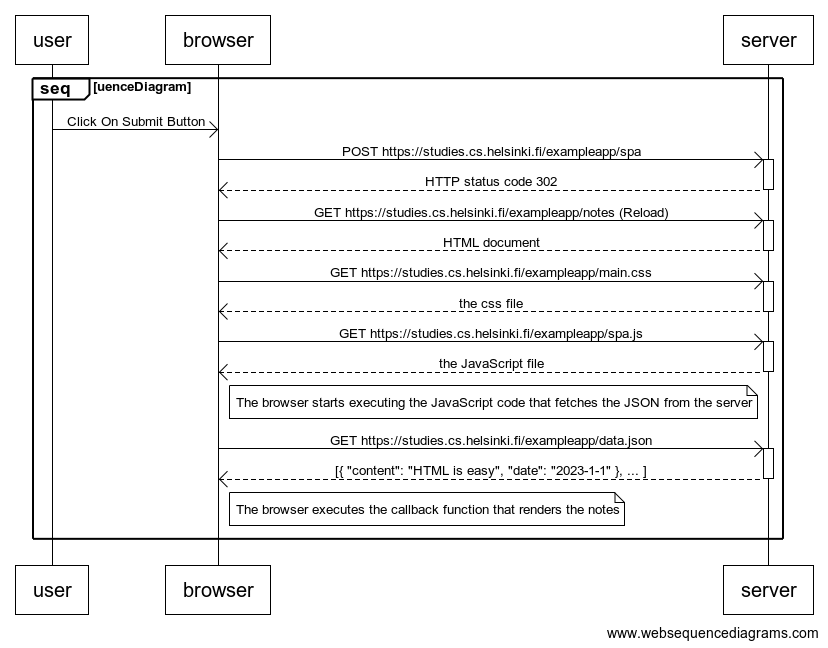 user
browser
server
seq [uenceDiagram]
Click On Submit Button
POST https://studies.cs.helsinki.fi/exampleapp/spa
HTTP status code 302
GET https://studies.cs.helsinki.fi/exampleapp/notes (Reload)
HTML document
GET https://studies.cs.helsinki.fi/exampleapp/main.css
the css file
GET https://studies.cs.helsinki.fi/exampleapp/spa.js
the JavaScript file
The browser starts executing the JavaScript code that fetches the JSON from the server
GET https://studies.cs.helsinki.fi/exampleapp/data.json
[{ "content": "HTML is easy", "date": "2023-1-1" }, ... ]
The browser executes the callback function that renders the notes
user
browser
server
www.websequencediagrams.com